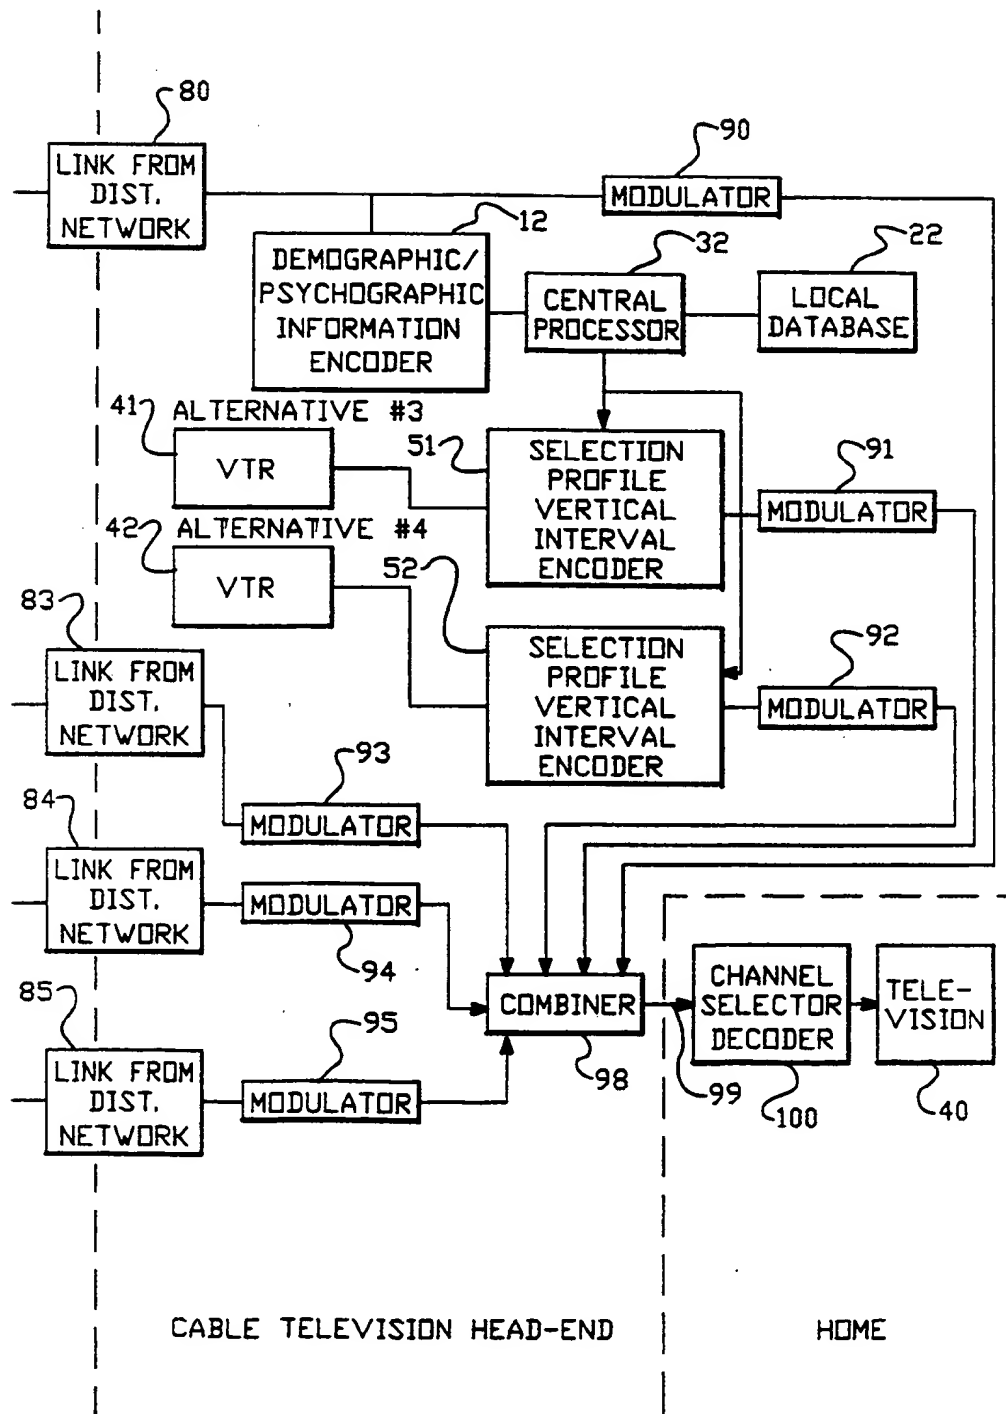 80
LINK FROM
DIST.
NETWORK
90
MODULATOR
12
DEMOGRAPHIC/
PSYCHOGRAPHIC
INFORMATION
ENCODER
32
CENTRAL
PROCESSOR
22
LOCAL
DATABASE
41
ALTERNATIVE #3
VTR
51
SELECTION
PROFILE
VERTICAL
INTERVAL
ENCODER
91
MODULATOR
42
ALTERNATIVE #4
VTR
52
SELECTION
PROFILE
VERTICAL
INTERVAL
ENCODER
92
MODULATOR
83
LINK FROM
DIST.
NETWORK
93
MODULATOR
84
LINK FROM
DIST.
NETWORK
MODULATOR
94
85
LINK FROM
DIST.
NETWORK
95
MODULATOR
COMBINER
98
99
CHANNEL
SELECTOR
DECODER
100
TELE-
VISION
40
CABLE TELEVISION HEAD-END
HOME